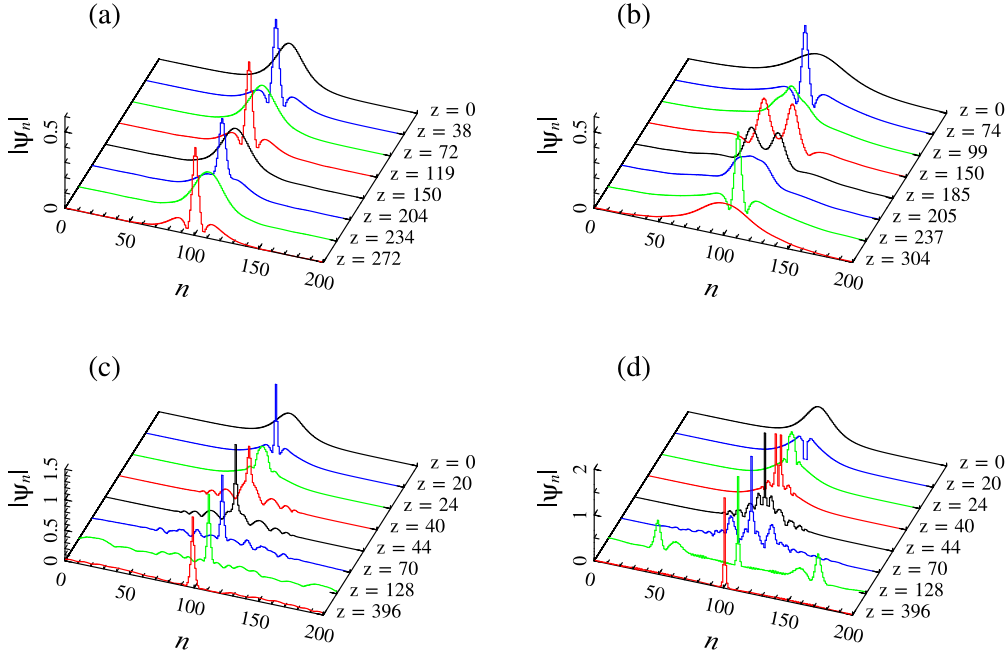 (a)
|ψn|
0.5
0
0
50
100
150
200
n
z = 0
z = 38
z = 72
z = 119
z = 150
z = 204
z = 234
z = 272
(b)
|ψn|
0.5
0
0
50
100
150
200
n
z = 0
z = 74
z = 99
z = 150
z = 185
z = 205
z = 237
z = 304
(c)
|ψn|
1.5
1
0.5
0
0
50
100
150
200
n
z = 0
z = 20
z = 24
z = 40
z = 44
z = 70
z = 128
z = 396
(d)
|ψn|
2
1
0
0
50
100
150
200
n
z = 0
z = 20
z = 24
z = 40
z = 44
z = 70
z = 128
z = 396